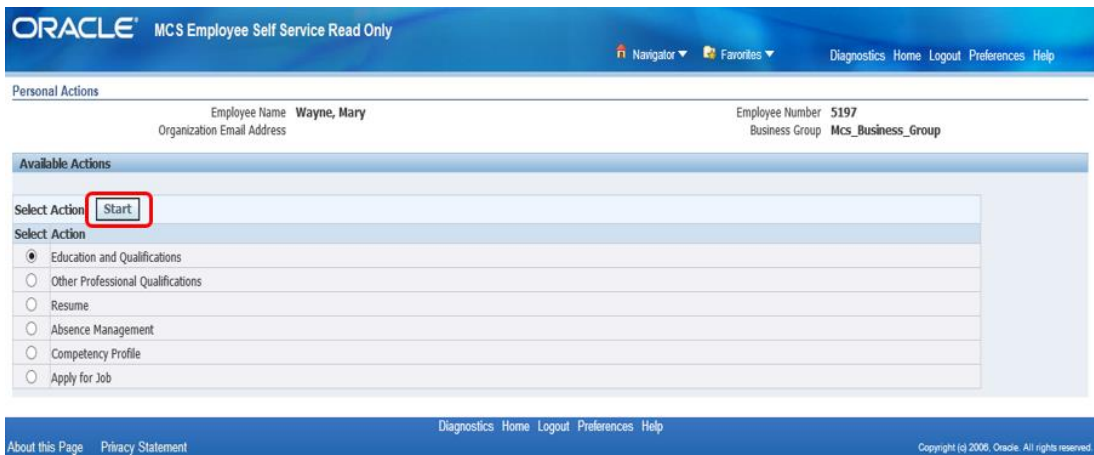 ORACLE® MCS Employee Self Service Read Only
Navigator Favorites Diagnostics Home Logout Preferences Help
Personal Actions
Employee Name Wayne, Mary Employee Number 5197
Organization Email Address Business Group Mcs_Business_Group
Available Actions
Select Action Start
Select Action
Education and Qualifications
Other Professional Qualifications
Resume
Absence Management
Competency Profile
Apply for Job
Diagnostics Home Logout Preferences Help
About this Page Privacy Statement Copyright (c) 2006, Oracle. All rights reserved.